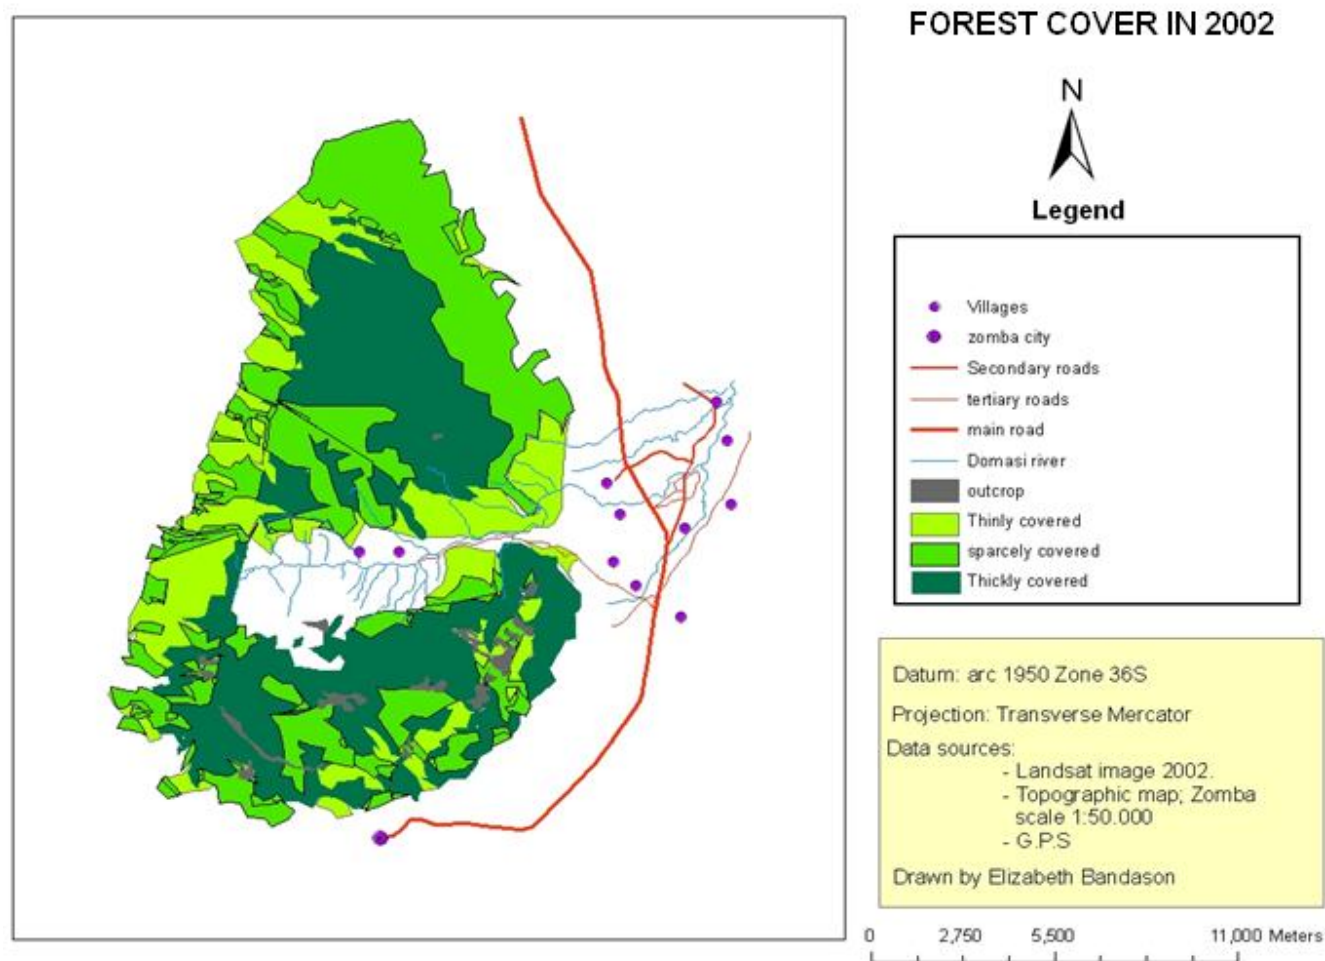 FOREST COVER IN 2002
N
Legend
Villages
zomba city
Secondary roads
tertiary roads
main road
Domasi river
outcrop
Thinly covered
sparcely covered
Thickly covered
Datum: arc 1950 Zone 36S
Projection: Transverse Mercator
Data sources:
- Landsat image 2002.
- Topographic map; Zomba
scale 1:50.000
- G.P.S
Drawn by Elizabeth Bandason
0 2,750 5,500 11,000 Meters